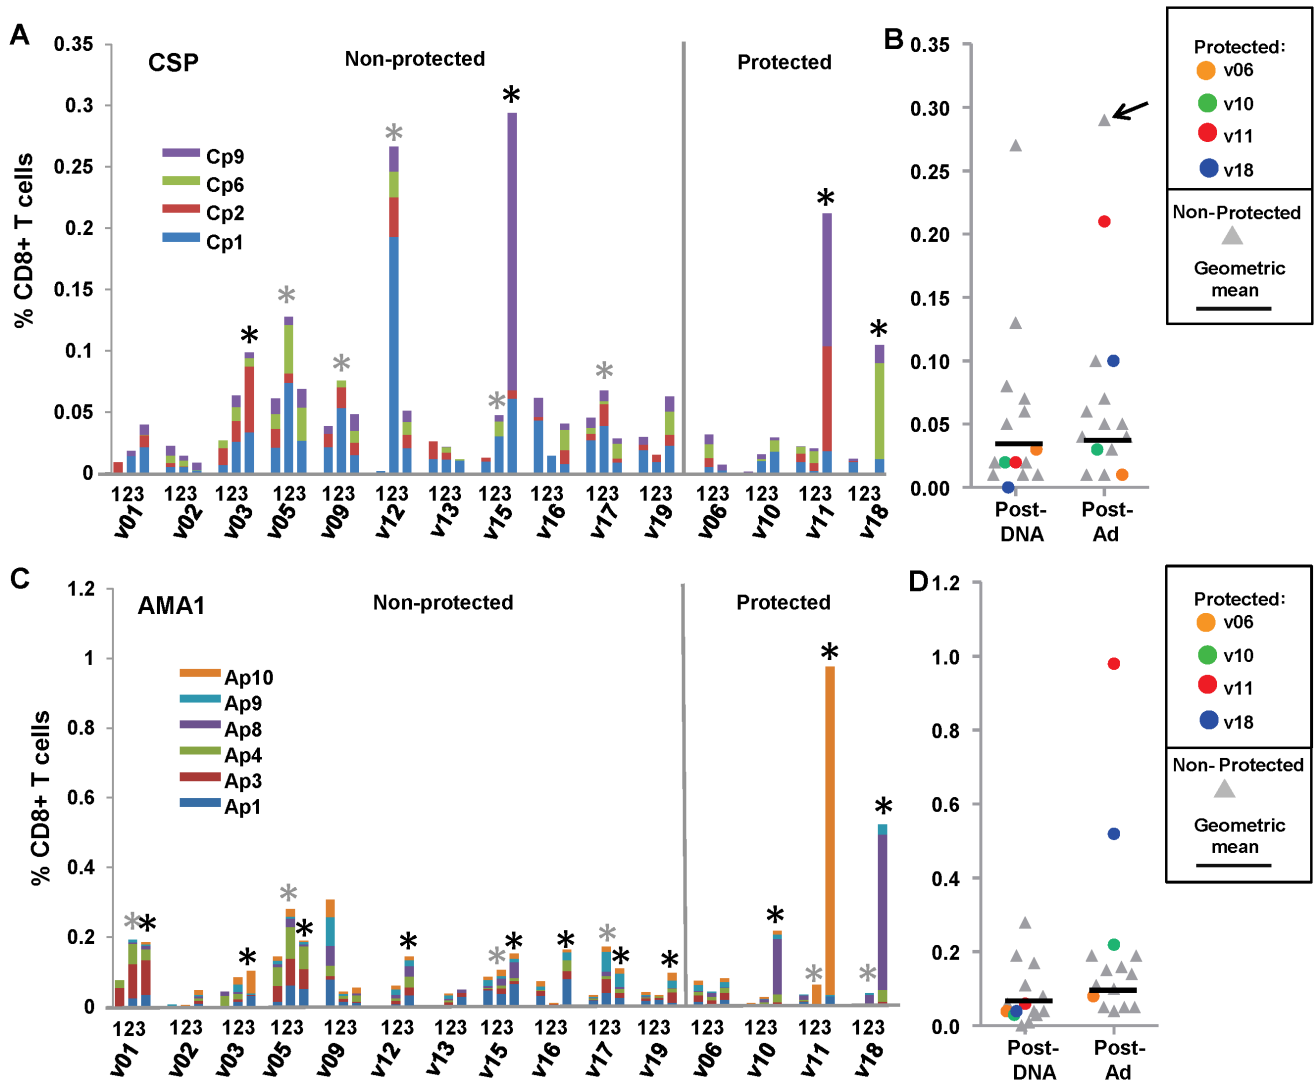 A
CSP
Non-protected
Protected
% CD8+ T cells
0.35
0.3
0.25
0.2
0.15
0.1
0.05
0
Cp9
Cp6
Cp2
Cp1
* * * * * * * * * *
123 123 123 123 123 123 123 123 123 123 123 123 123 123 123
v01 v02 v03 v05 v09 v12 v13 v15 v16 v17 v19 v06 v10 v11 v18
B
0.35
0.30
0.25
0.20
0.15
0.10
0.05
0.00
Post-
DNA
Post-
Ad
Protected:
v06
v10
v11
v18
Non-Protected
Geometric
mean
C
AMA1
Non-protected
Protected
% CD8+ T cells
1.2
1
0.8
0.6
0.4
0.2
0
Ap10
Ap9
Ap8
Ap4
Ap3
Ap1
* * * * * * * * * * * * * * * * *
123 123 123 123 123 123 123 123 123 123 123 123 123 123 123
v01 v02 v03 v05 v09 v12 v13 v15 v16 v17 v19 v06 v10 v11 v18
D
1.2
1.0
0.8
0.6
0.4
0.2
0.0
Post-
DNA
Post-
Ad
Protected:
v06
v10
v11
v18
Non- Protected
Geometric
mean